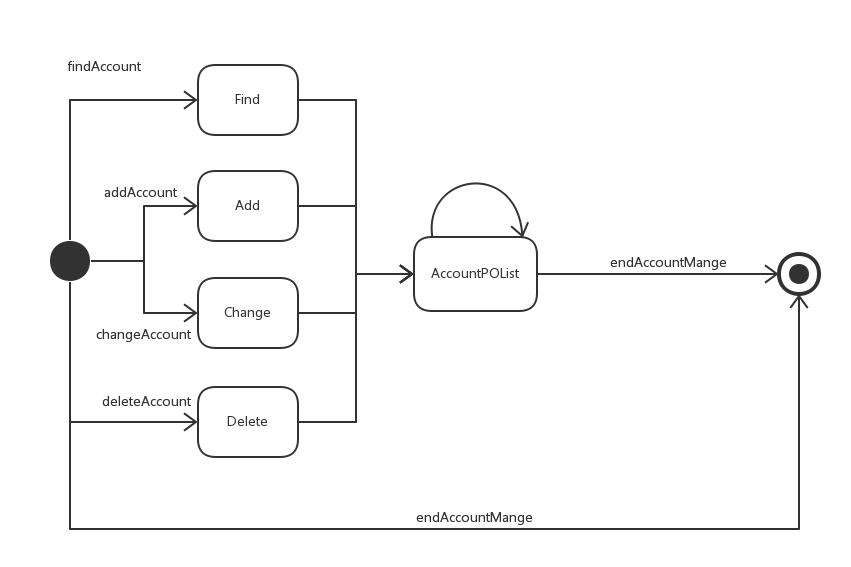 findAccount
Find
addAccount
Add
AccountPOList
endAccountMange
Change
changeAccount
deleteAccount
Delete
endAccountMange